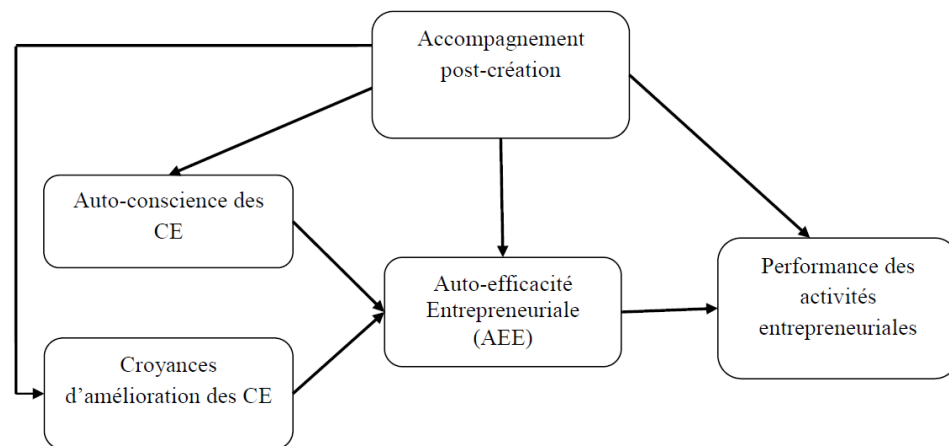 Accompagnement
post-création
Auto-conscience des
CE
Auto-efficacité
Entrepreneuriale
(AEE)
Performance des
activités
entrepreneuriales
Croyances
d’amélioration des CE